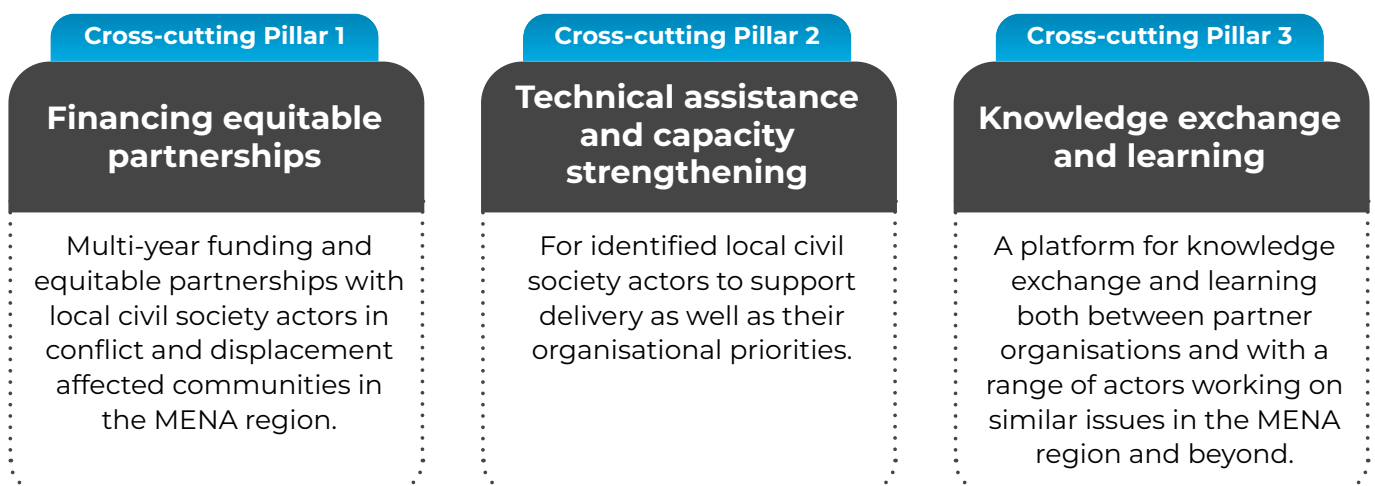 Cross-cutting Pillar 1
Financing equitable
partnerships
Multi-year funding and
equitable partnerships with
local civil society actors in
conflict and displacement
affected communities in
the MENA region.
Cross-cutting Pillar 2
Technical assistance
and capacity
strengthening
For identified local civil
society actors to support
delivery as well as their
organisational priorities.
Cross-cutting Pillar 3
Knowledge exchange
and learning
A platform for knowledge
exchange and learning
both between partner
organisations and with a
range of actors working on
similar issues in the MENA
region and beyond.